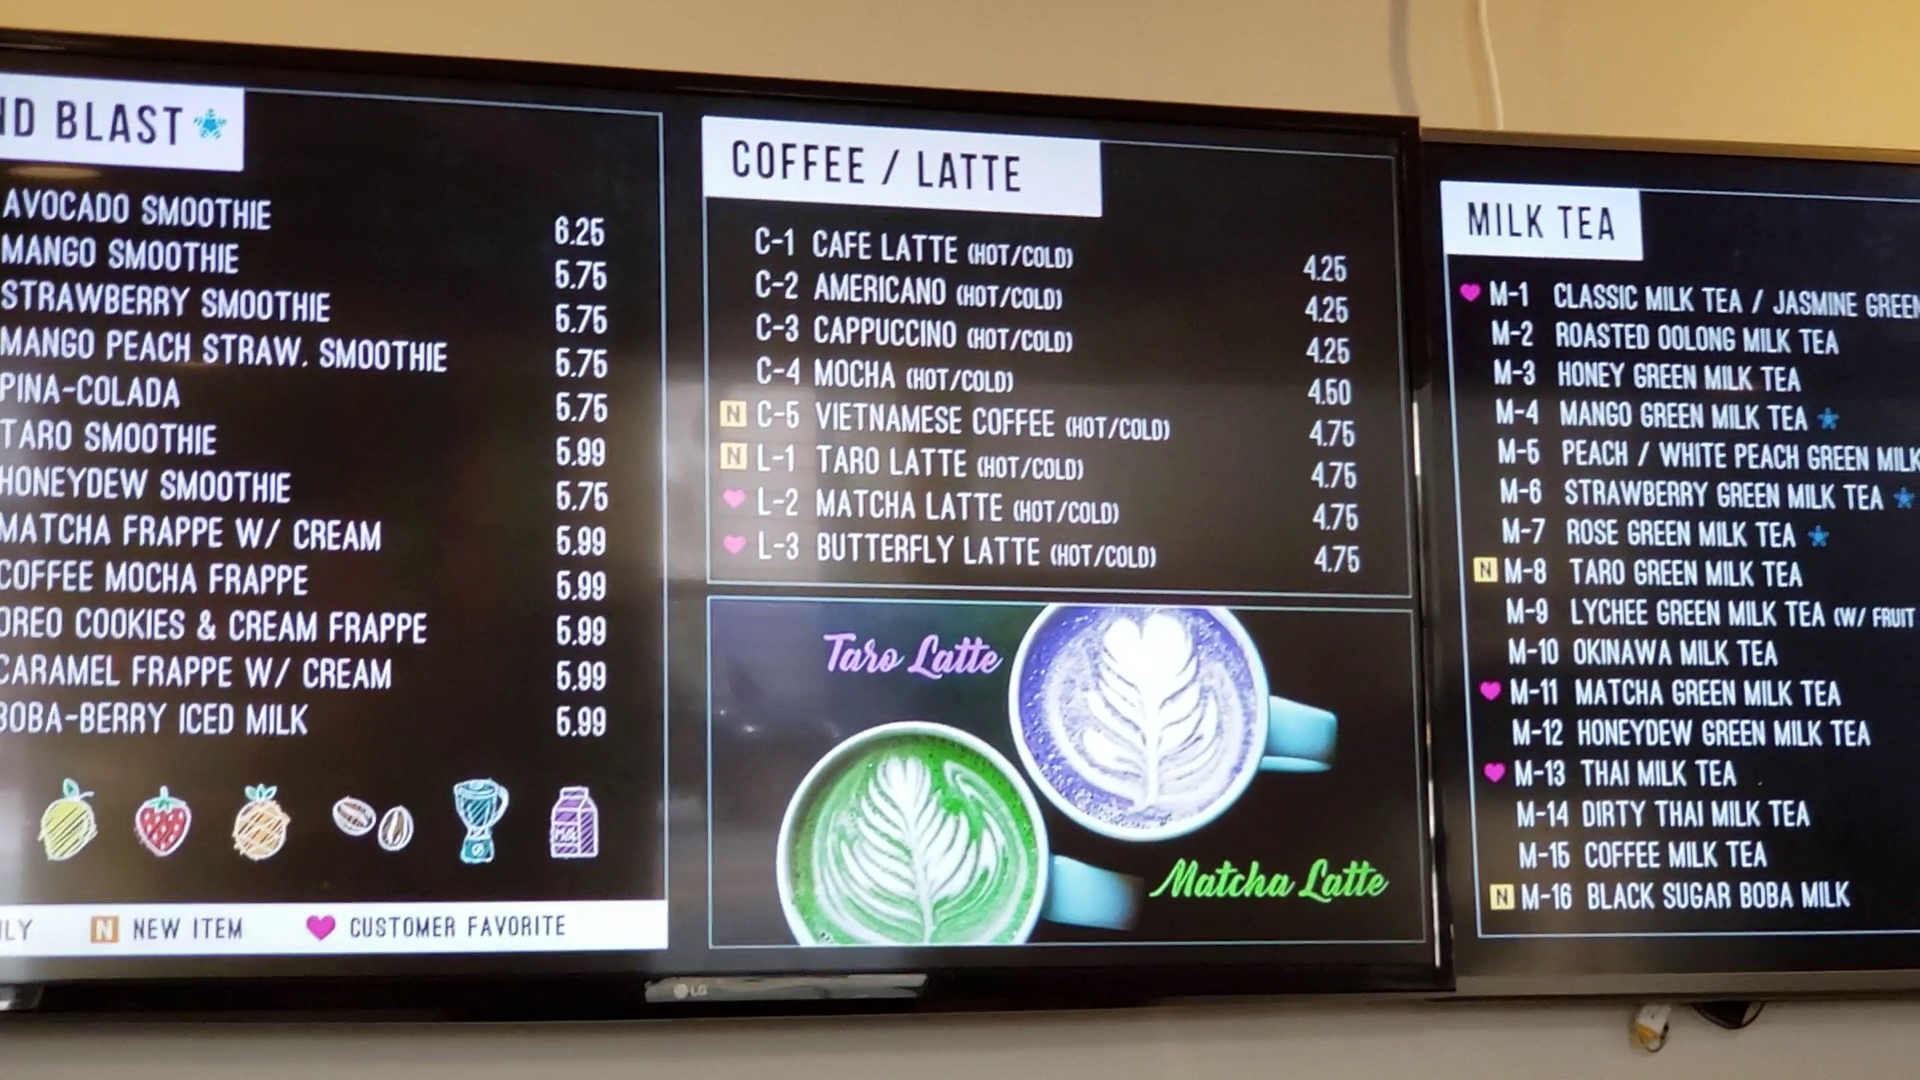 ND BLAST
AVOCADO SMOOTHIE 6.25
MANGO SMOOTHIE 5.75
STRAWBERRY SMOOTHIE 5.75
MANGO PEACH STRAW. SMOOTHIE 5.75
PINA-COLADA 5.75
TARO SMOOTHIE 5.99
HONEYDEW SMOOTHIE 5.75
MATCHA FRAPPE W/ CREAM 5.99
COFFEE MOCHA FRAPPE 5.99
OREO COOKIES & CREAM FRAPPE 5.99
CARAMEL FRAPPE W/ CREAM 5.99
BOBA-BERRY ICED MILK 5.99
MILK
N NEW ITEM CUSTOMER FAVORITE
COFFEE / LATTE
C-1 CAFE LATTE (HOT/COLD) 4.25
C-2 AMERICANO (HOT/COLD) 4.25
C-3 CAPPUCCINO (HOT/COLD) 4.25
C-4 MOCHA (HOT/COLD) 4.50
N C-5 VIETNAMESE COFFEE (HOT/COLD) 4.75
N L-1 TARO LATTE (HOT/COLD) 4.75
L-2 MATCHA LATTE (HOT/COLD) 4.75
L-3 BUTTERFLY LATTE (HOT/COLD) 4.75
Taro Latte
Matcha Latte
LG
MILK TEA
M-1 CLASSIC MILK TEA / JASMINE GREEN
M-2 ROASTED OOLONG MILK TEA
M-3 HONEY GREEN MILK TEA
M-4 MANGO GREEN MILK TEA
M-5 PEACH / WHITE PEACH GREEN MILK
M-6 STRAWBERRY GREEN MILK TEA
M-7 ROSE GREEN MILK TEA
N M-8 TARO GREEN MILK TEA
M-9 LYCHEE GREEN MILK TEA (W/ FRUIT
M-10 OKINAWA MILK TEA
M-11 MATCHA GREEN MILK TEA
M-12 HONEYDEW GREEN MILK TEA
M-13 THAI MILK TEA
M-14 DIRTY THAI MILK TEA
M-15 COFFEE MILK TEA
N M-16 BLACK SUGAR BOBA MILK